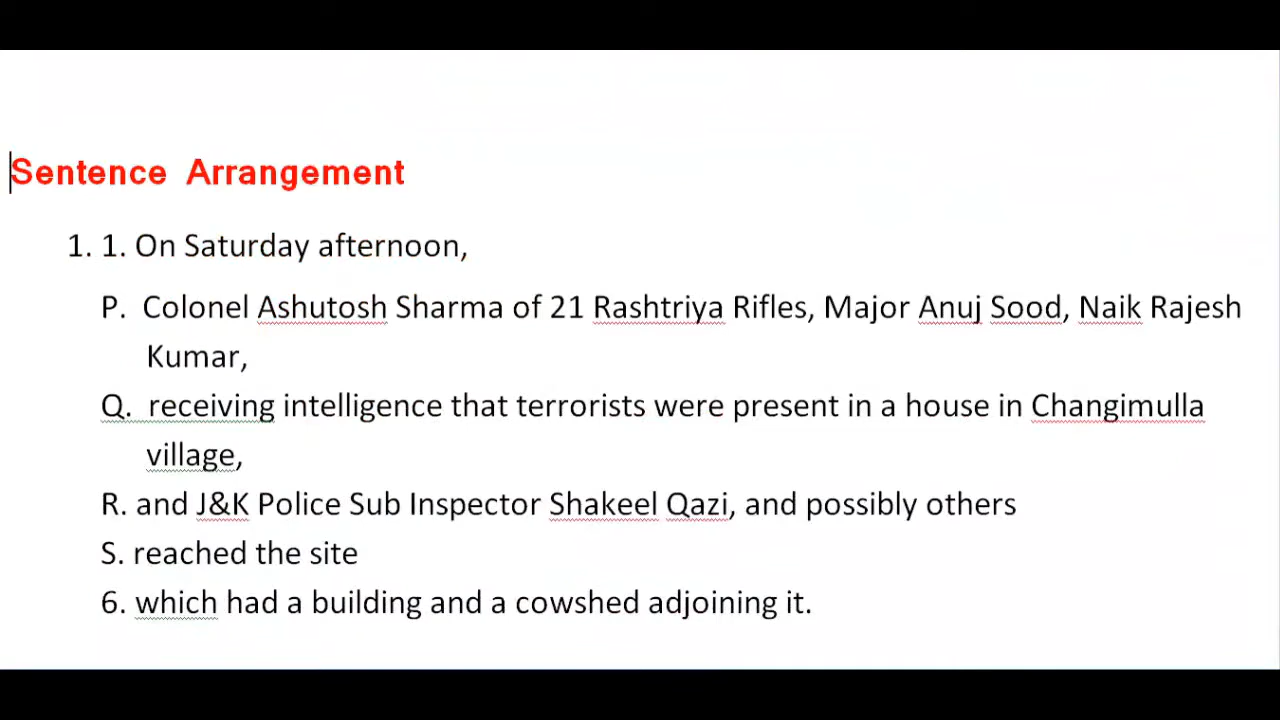 Sentence Arrangement
1. 1. On Saturday afternoon,
P. Colonel Ashutosh Sharma of 21 Rashtriya Rifles, Major Anuj Sood, Naik Rajesh
Kumar,
Q. receiving intelligence that terrorists were present in a house in Changimulla
village,
R. and J&K Police Sub Inspector Shakeel Qazi, and possibly others
S. reached the site
6. which had a building and a cowshed adjoining it.